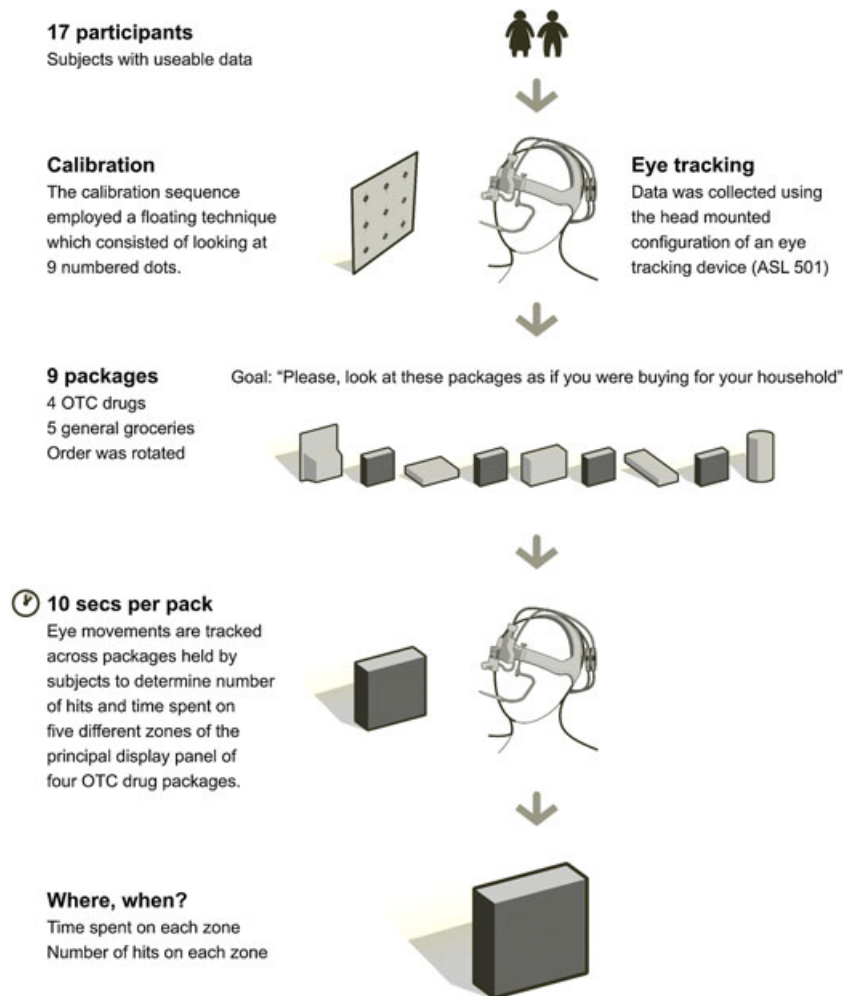 17 participants
Subjects with useable data
Calibration
The calibration sequence
employed a floating technique
which consisted of looking at
9 numbered dots.
Eye tracking
Data was collected using
the head mounted
configuration of an eye
tracking device (ASL 501)
9 packages
4 OTC drugs
5 general groceries
Order was rotated
Goal: "Please, look at these packages as if you were buying for your household"
10 secs per pack
Eye movements are tracked
across packages held by
subjects to determine number
of hits and time spent on
five different zones of the
principal display panel of
four OTC drug packages.
Where, when?
Time spent on each zone
Number of hits on each zone